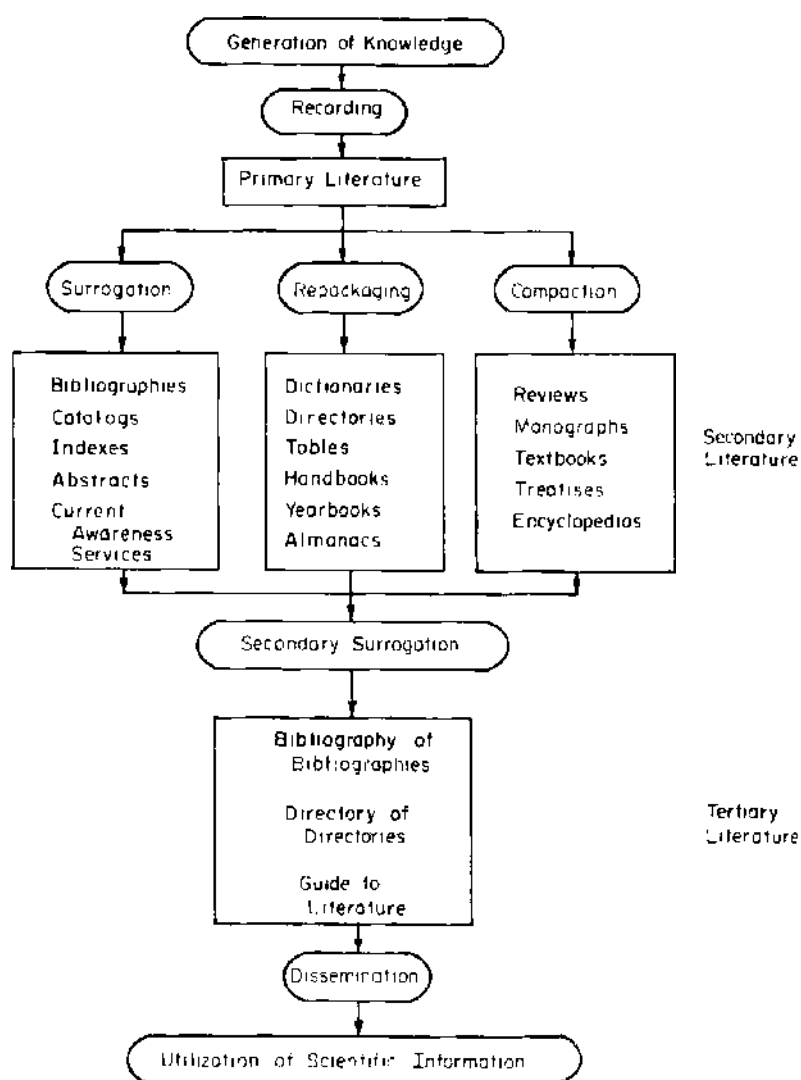 Generation of Knowledge
Recording
Primary Literature
Surrogation
Repackaging
Compaction
Bibliographies
Catalogs
Indexes
Abstracts
Current
Awareness
Services
Dictionaries
Directories
Tables
Handbooks
Yearbooks
Almanacs
Reviews
Monographs
Textbooks
Treatises
Encyclopedias
Secondary
Literature
Secondary Surrogation
Bibliography of
Bibliographies
Directory of
Directories
Guide to
Literature
Tertiary
Literature
Dissemination
Utilization of Scientific Information